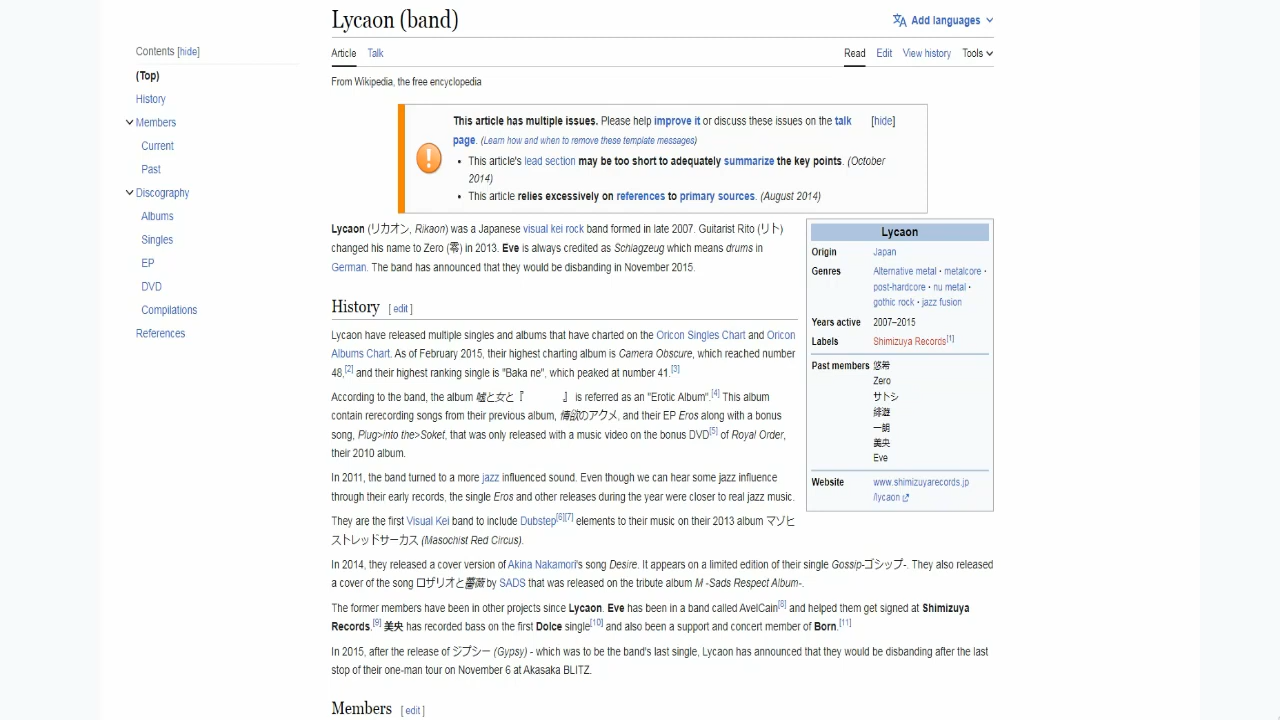 Lycaon (band)
Add languages
Contents [hide]
(Top)
History
Members
Current
Past
Discography
Albums
Singles
EP
DVD
Compilations
References
Article Talk
Read Edit View history Tools
From Wikipedia, the free encyclopedia
This article has multiple issues. Please help improve it or discuss these issues on the talk [hide]
page. (Learn how and when to remove these template messages)
• This article's lead section may be too short to adequately summarize the key points. (October
2014)
• This article relies excessively on references to primary sources. (August 2014)
Lycaon (リカオン, Rikaon) was a Japanese visual kei rock band formed in late 2007. Guitarist Rito (リト)
changed his name to Zero (零) in 2013. Eve is always credited as Schlagzeug which means drums in
German. The band has announced that they would be disbanding in November 2015.
Lycaon
Origin Japan
Genres Alternative metal · metalcore ·
post-hardcore · nu metal ·
gothic rock · jazz fusion
Years active 2007–2015
Labels Shimizuya Records[1]
Past members 悠希
Zero
サトシ
緋遊
一朗
美央
Eve
Website www.shimizuyarecords.jp
/lycaon
History [ edit ]
Lycaon have released multiple singles and albums that have charted on the Oricon Singles Chart and Oricon
Albums Chart. As of February 2015, their highest charting album is Camera Obscure, which reached number
48,[2] and their highest ranking single is "Baka ne", which peaked at number 41.[3]
According to the band, the album 嘘と女と『 』 is referred as an "Erotic Album".[4] This album
contain rerecording songs from their previous album, 情欲のアクメ, and their EP Eros along with a bonus
song, Plug>into the>Soket, that was only released with a music video on the bonus DVD[5] of Royal Order,
their 2010 album.
In 2011, the band turned to a more jazz influenced sound. Even though we can hear some jazz influence
through their early records, the single Eros and other releases during the year were closer to real jazz music.
They are the first Visual Kei band to include Dubstep[6][7] elements to their music on their 2013 album マゾヒ
ストレッドサーカス (Masochist Red Circus).
In 2014, they released a cover version of Akina Nakamori's song Desire. It appears on a limited edition of their single Gossip-ゴシップ-. They also released
a cover of the song ロザリオと薔薇 by SADS that was released on the tribute album M -Sads Respect Album-.
The former members have been in other projects since Lycaon. Eve has been in a band called AvelCain[8] and helped them get signed at Shimizuya
Records.[9] 美央 has recorded bass on the first Dolce single[10] and also been a support and concert member of Born.[11]
In 2015, after the release of ジプシー (Gypsy) - which was to be the band's last single, Lycaon has announced that they would be disbanding after the last
stop of their one-man tour on November 6 at Akasaka BLITZ.
Members [ edit ]